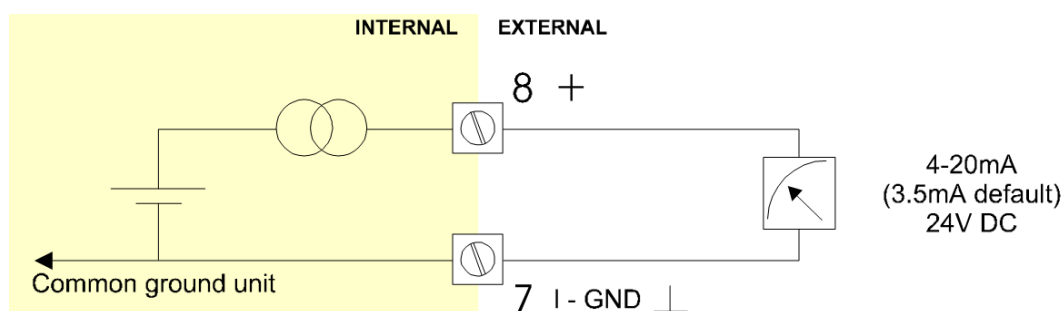 INTERNAL EXTERNAL
8 +
4-20mA
(3.5mA default)
24V DC
Common ground unit
7 I - GND